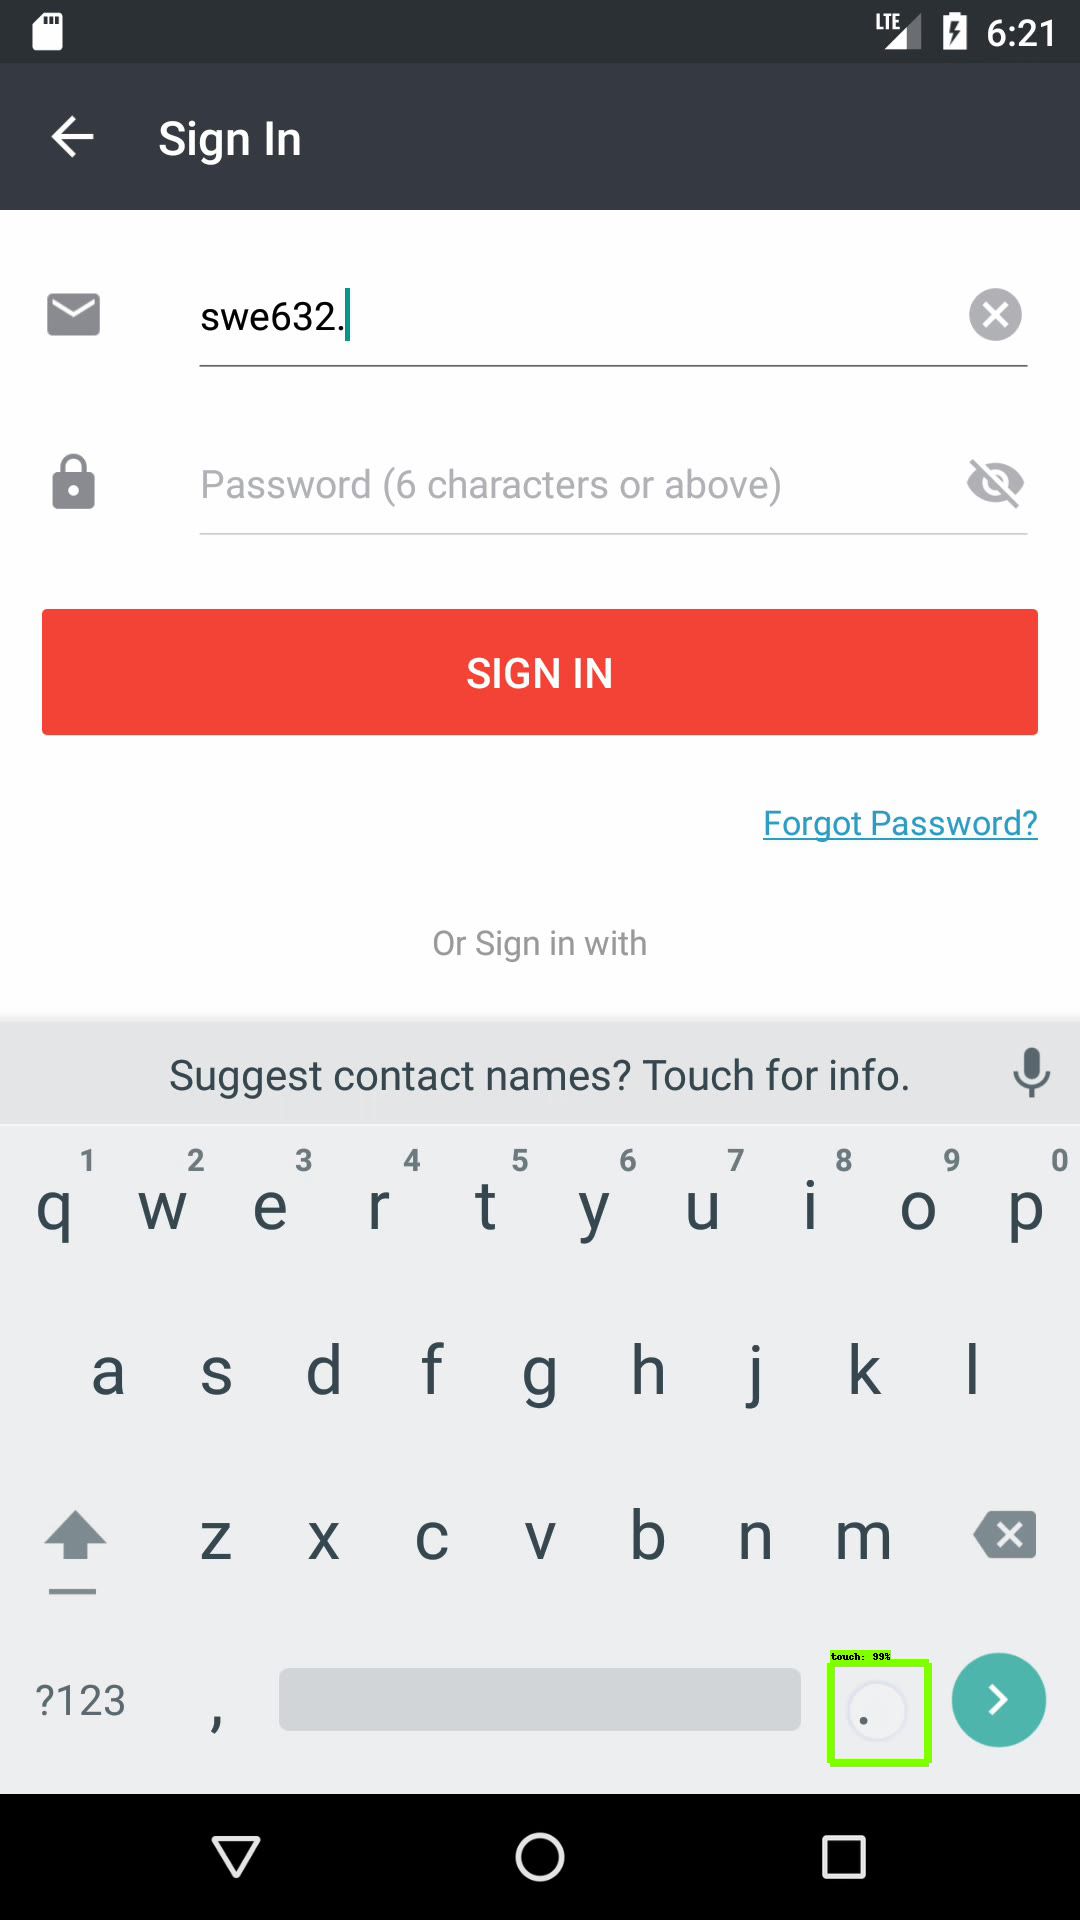 LTE 6:21
Sign In
swe632.
Password (6 characters or above)
SIGN IN
Forgot Password?
Or Sign in with
Suggest contact names? Touch for info.
1 2 3 4 5 6 7 8 9 0
q w e r t y u i o p
a s d f g h j k l
z x c v b n m
touch: 99%
?123 , .